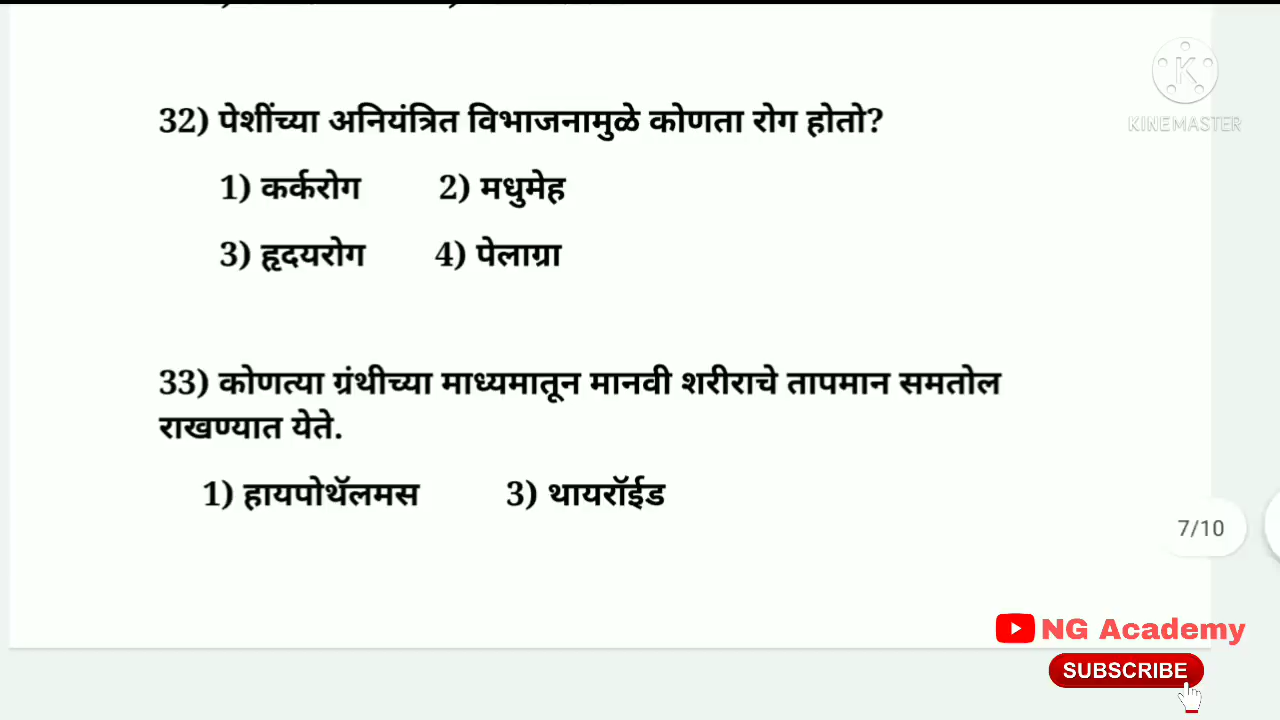 32) पेशींच्या अनियंत्रित विभाजनामुळे कोणता रोग होतो?
1) कर्करोग 2) मधुमेह
3) हृदयरोग 4) पेलाग्रा
33) कोणत्या ग्रंथीच्या माध्यमातून मानवी शरीराचे तापमान समतोल
राखण्यात येते.
1) हायपोथॅलमस 3) थायरॉईड
7/10
K
KINEMASTER
NG Academy
SUBSCRIBE